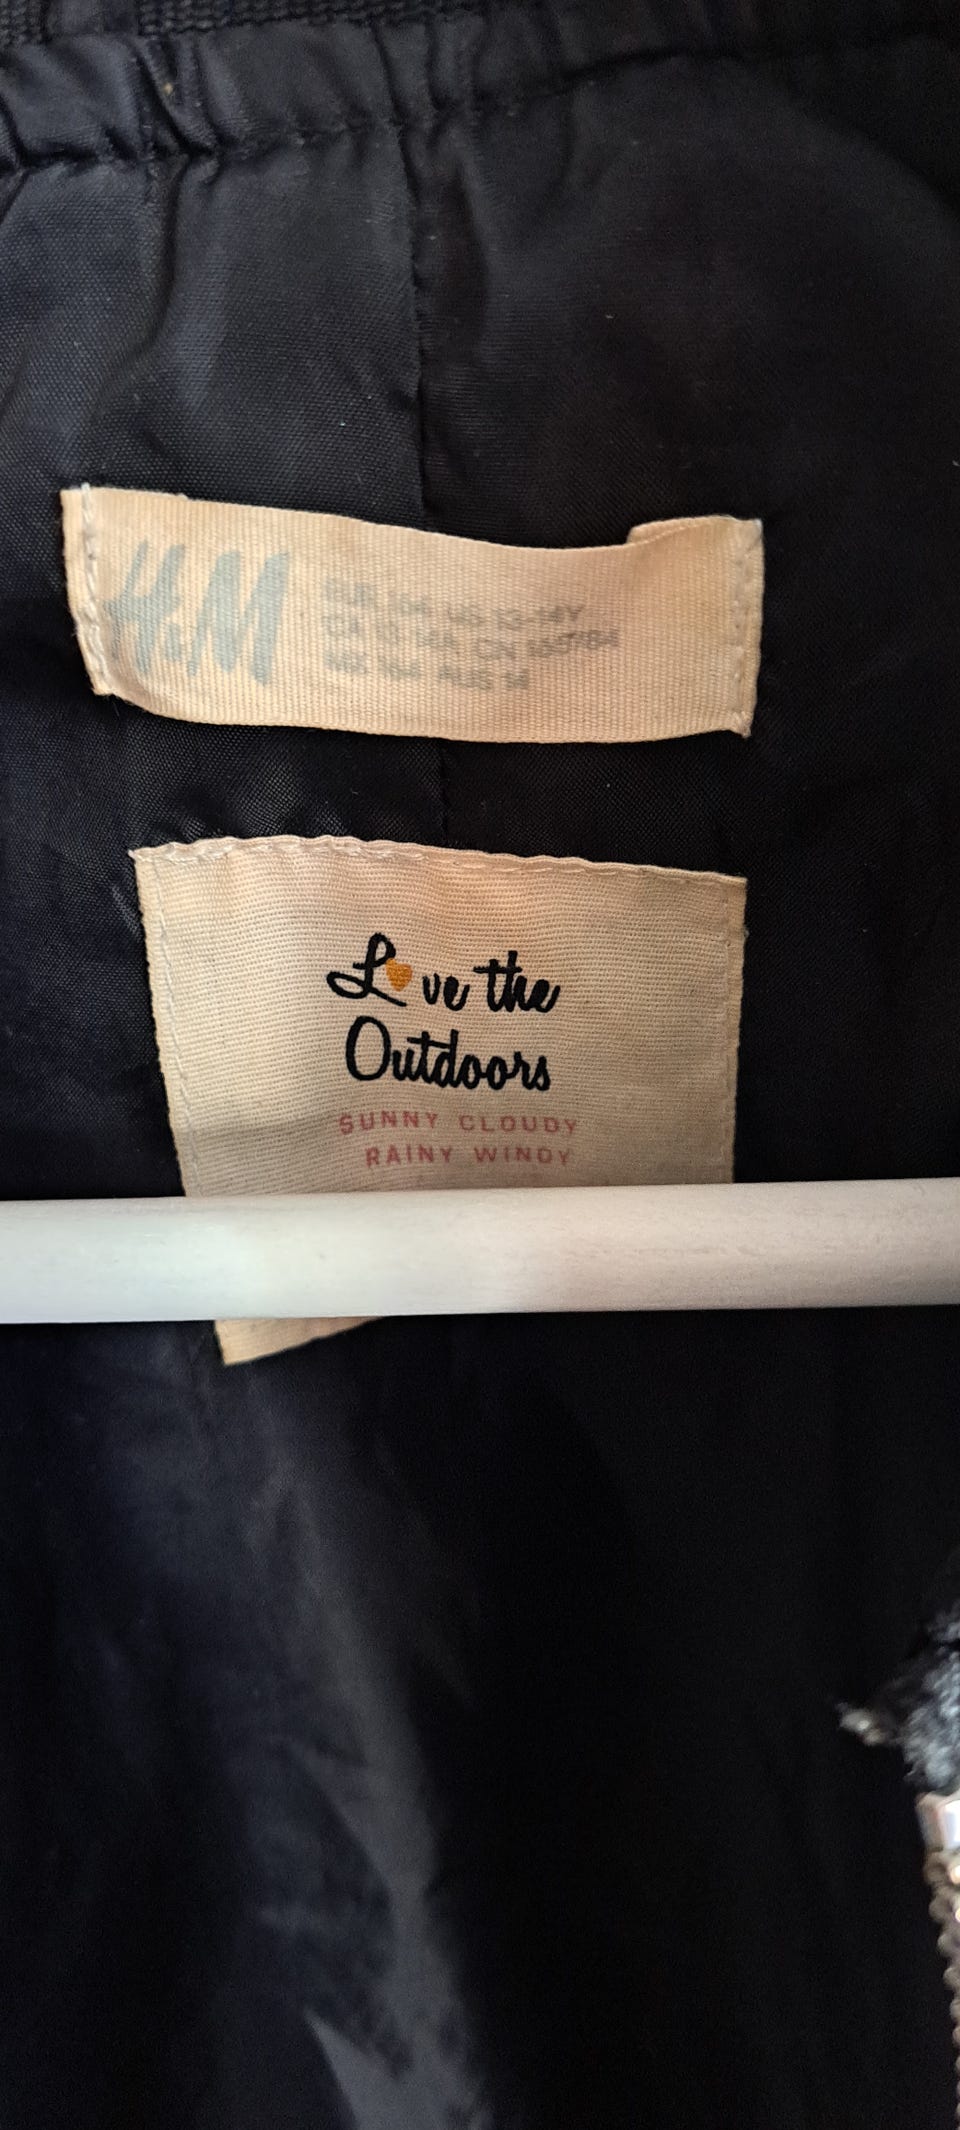 H&M
EUR 164 US 13-14Y
CA 13-14A CN 165/78A
MX 164 AUS 14
Love the
Outdoors
SUNNY CLOUDY
RAINY WINDY